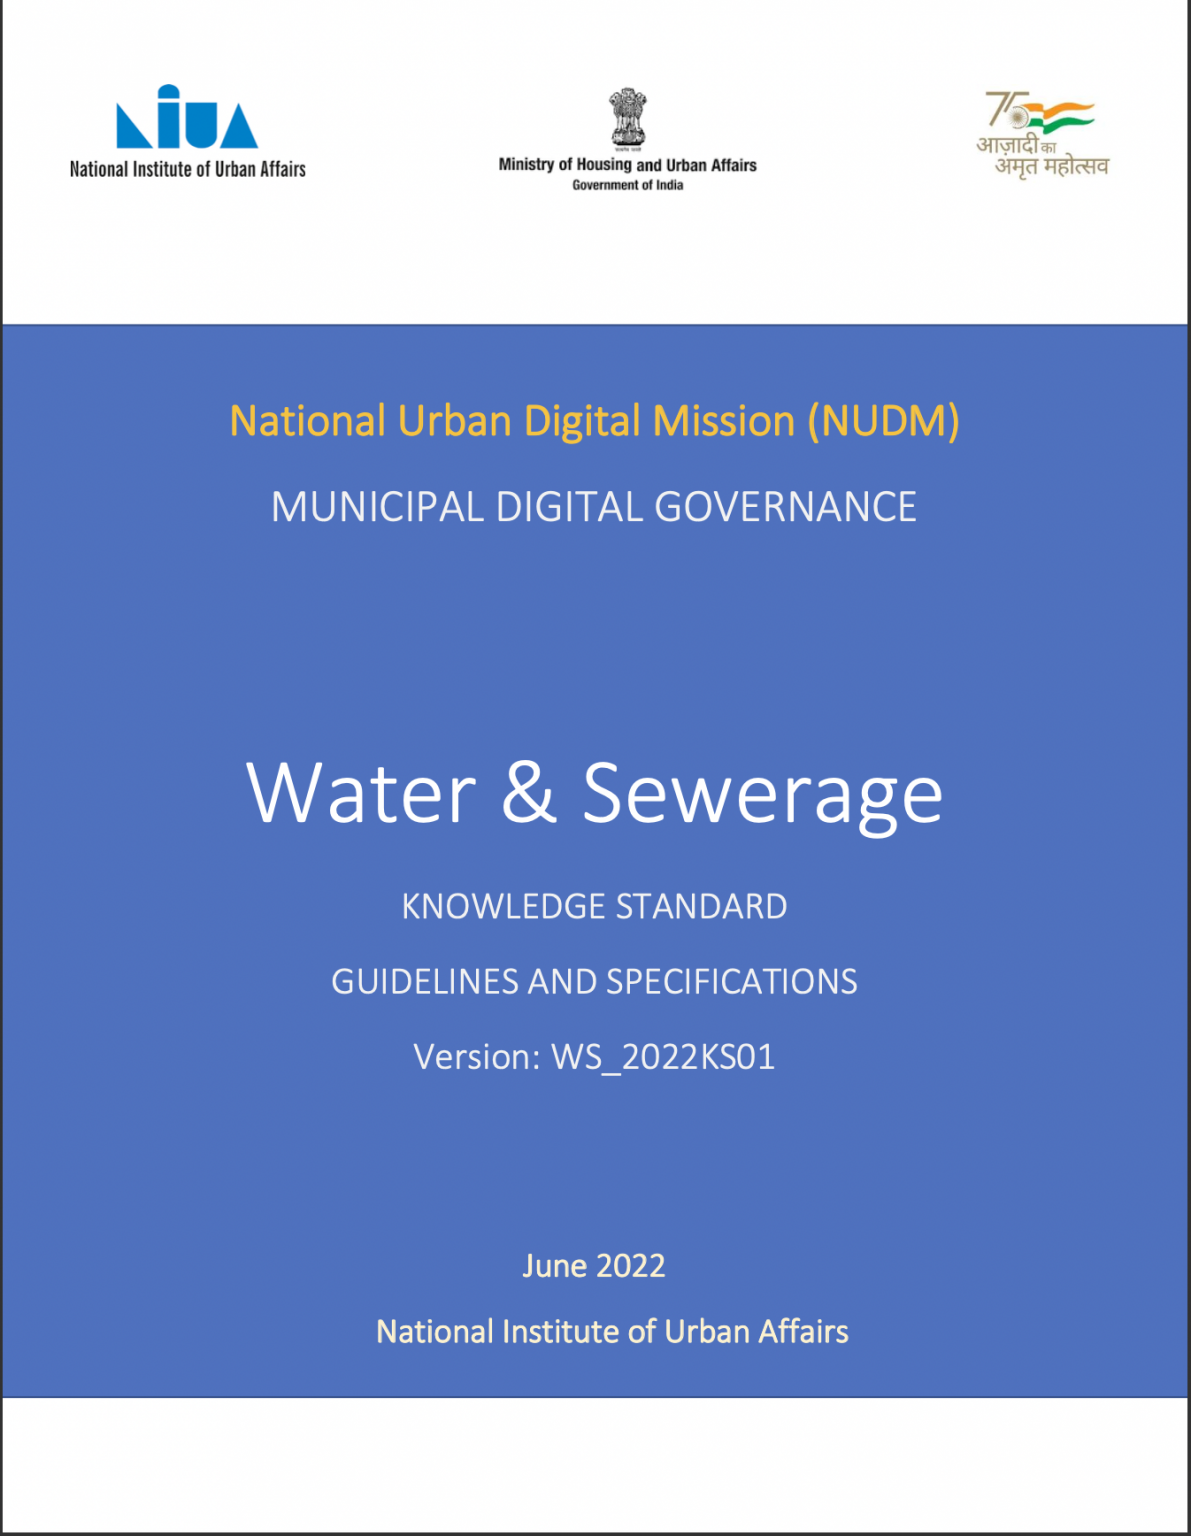 NIUA
National Institute of Urban Affairs
Ministry of Housing and Urban Affairs
Government of India
75
आज़ादी का
अमृत महोत्सव
National Urban Digital Mission (NUDM)
MUNICIPAL DIGITAL GOVERNANCE
Water & Sewerage
KNOWLEDGE STANDARD
GUIDELINES AND SPECIFICATIONS
Version: WS_2022KS01
June 2022
National Institute of Urban Affairs